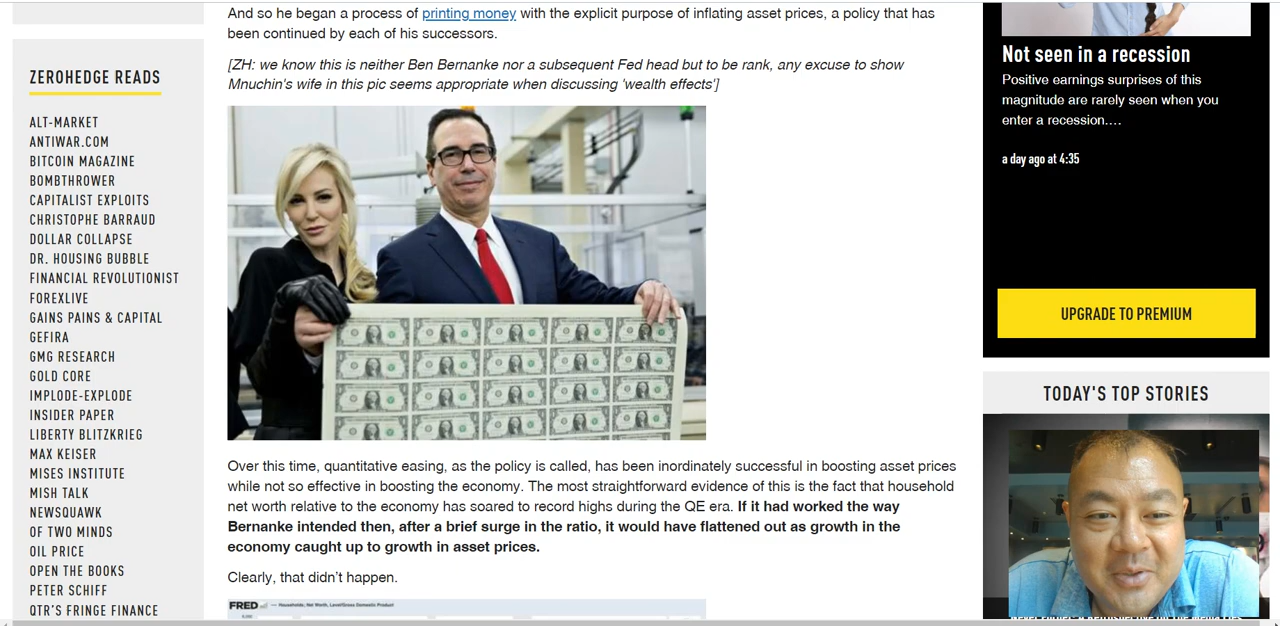 And so he began a process of printing money with the explicit purpose of inflating asset prices, a policy that has
been continued by each of his successors.
[ZH: we know this is neither Ben Bernanke nor a subsequent Fed head but to be rank, any excuse to show
Mnuchin's wife in this pic seems appropriate when discussing 'wealth effects']
ZEROHEDGE READS
ALT-MARKET
ANTIWAR.COM
BITCOIN MAGAZINE
BOMBTHROWER
CAPITALIST EXPLOITS
CHRISTOPHE BARRAUD
DOLLAR COLLAPSE
DR. HOUSING BUBBLE
FINANCIAL REVOLUTIONIST
FOREXLIVE
GAINS PAINS & CAPITAL
GEFIRA
GMG RESEARCH
GOLD CORE
IMPLODE-EXPLODE
INSIDER PAPER
LIBERTY BLITZKRIEG
MAX KEISER
MISES INSTITUTE
MISH TALK
NEWSQUAWK
OF TWO MINDS
OIL PRICE
OPEN THE BOOKS
PETER SCHIFF
QTR'S FRINGE FINANCE
Over this time, quantitative easing, as the policy is called, has been inordinately successful in boosting asset prices
while not so effective in boosting the economy. The most straightforward evidence of this is the fact that household
net worth relative to the economy has soared to record highs during the QE era. If it had worked the way
Bernanke intended then, after a brief surge in the ratio, it would have flattened out as growth in the
economy caught up to growth in asset prices.
Clearly, that didn't happen.
FRED — Households; Net Worth, Level/Gross Domestic Product
Not seen in a recession
Positive earnings surprises of this
magnitude are rarely seen when you
enter a recession....
a day ago at 4:35
UPGRADE TO PREMIUM
TODAY'S TOP STORIES